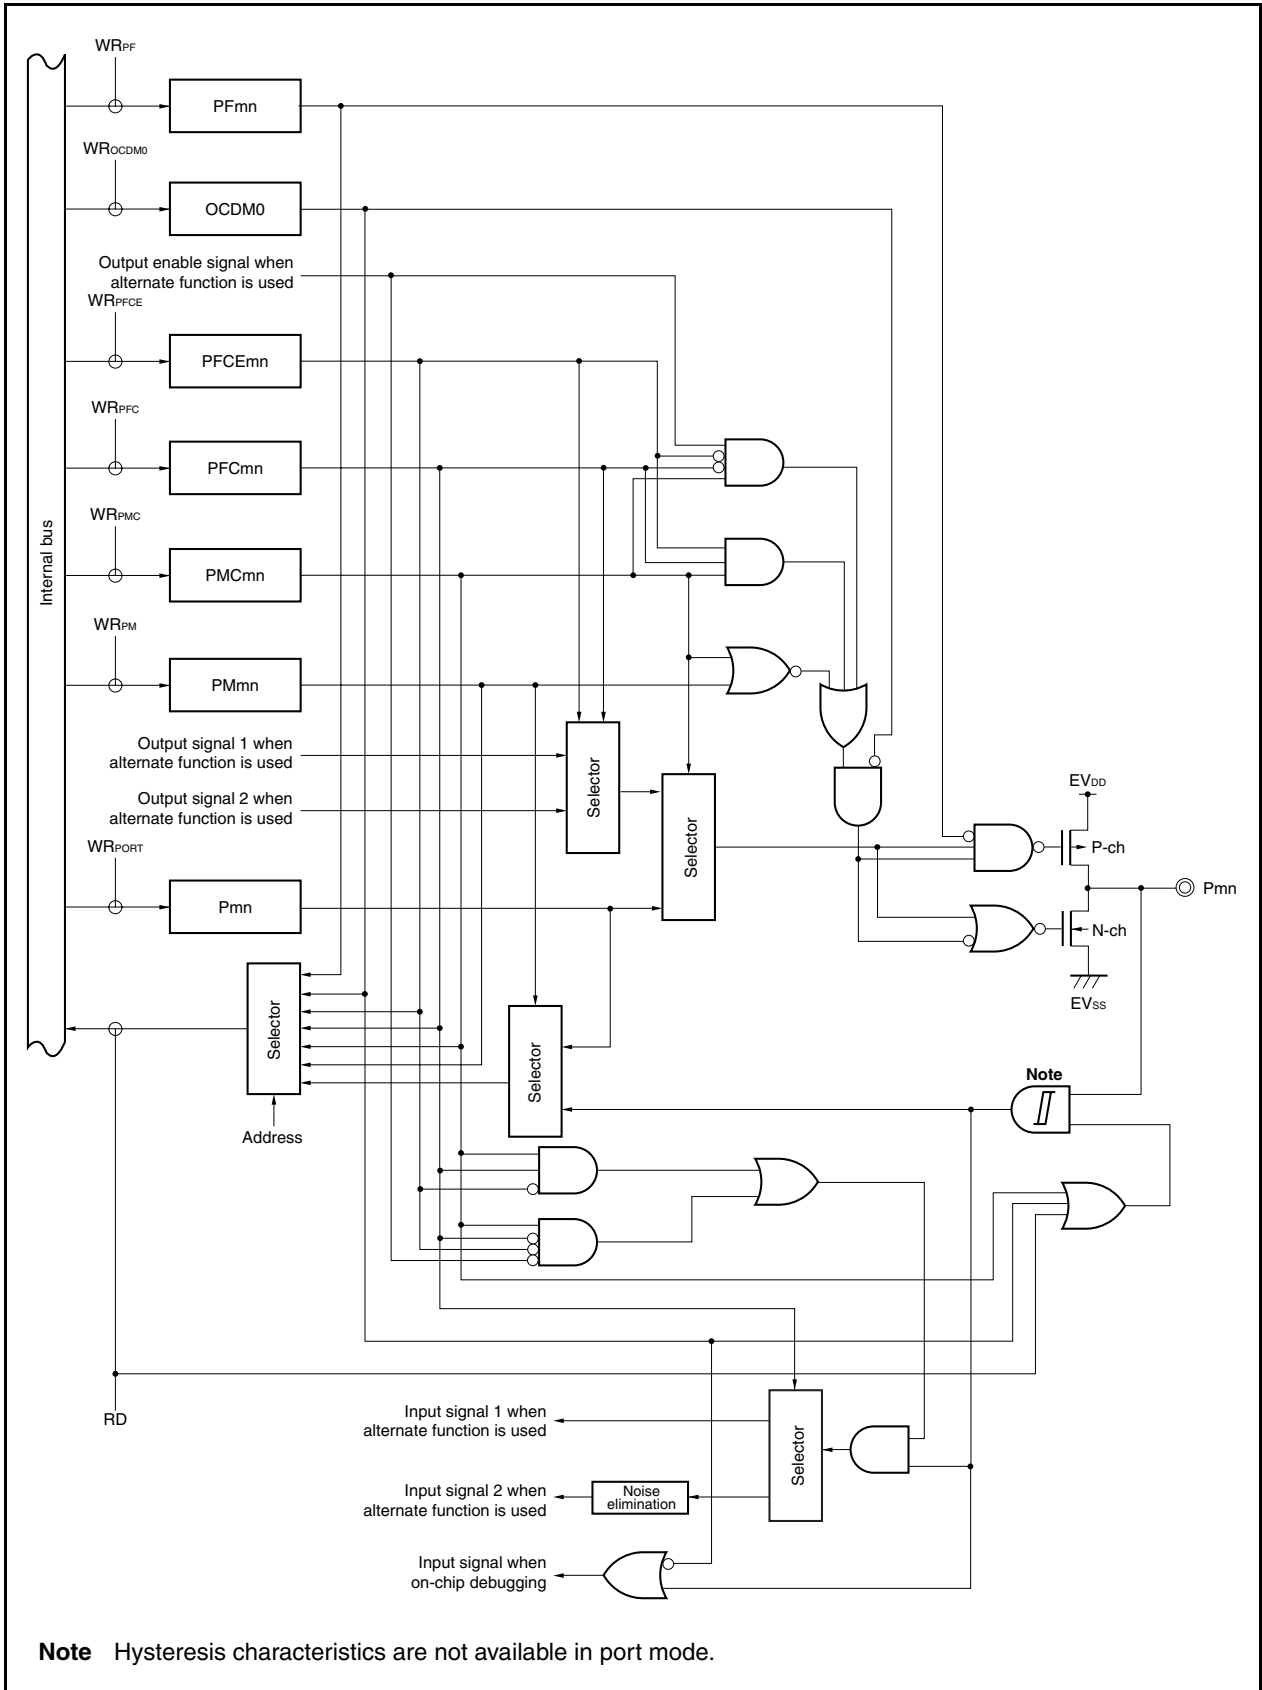 WRPF
PFmn
WROCDM0
OCDM0
Output enable signal when
alternate function is used
WRPFCE
PFCEmn
WRPFC
PFCmn
WRPMC
Internal bus
PMCmn
WRPM
PMmn
Output signal 1 when
alternate function is used
Output signal 2 when
alternate function is used
Selector
Selector
EVDD
P-ch
WRPORT
Pmn
Pmn
N-ch
EVSS
Selector
Selector
Note
Address
RD
Input signal 1 when
alternate function is used
Selector
Input signal 2 when
alternate function is used
Noise
elimination
Input signal when
on-chip debugging
Note Hysteresis characteristics are not available in port mode.